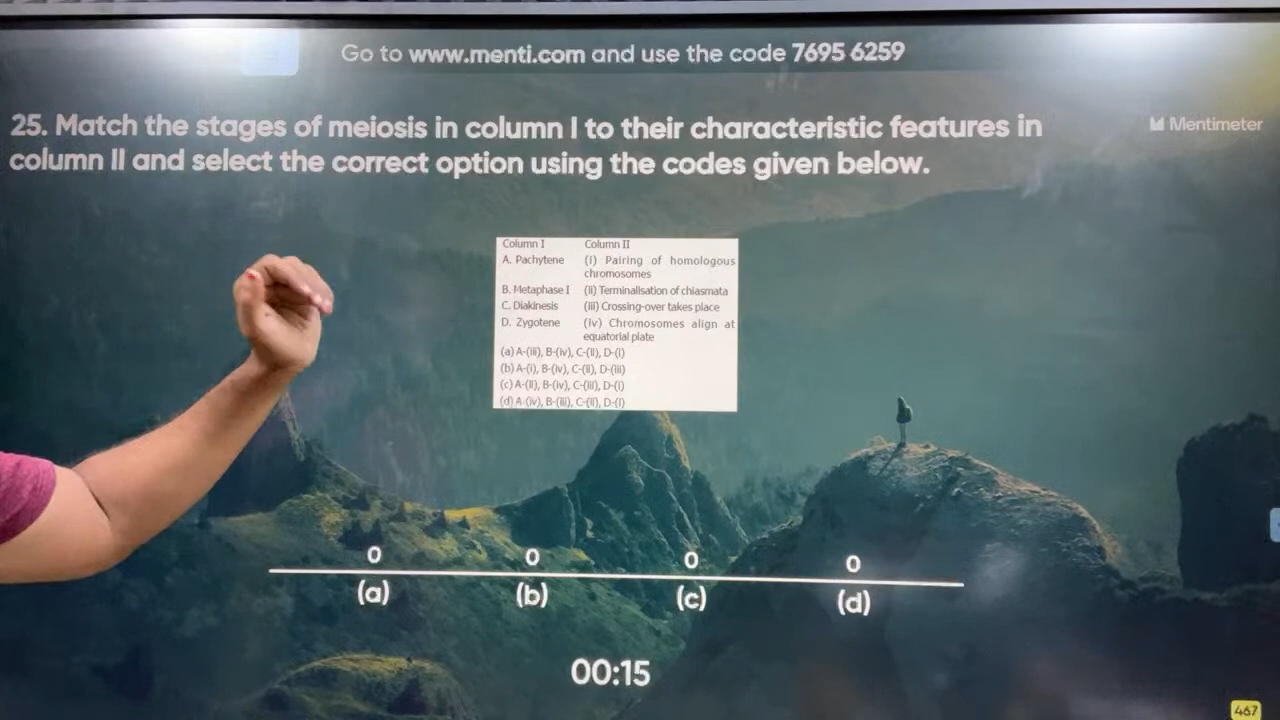 Go to www.menti.com and use the code 7695 6259
25. Match the stages of meiosis in column I to their characteristic features in
column II and select the correct option using the codes given below.
Mentimeter
Column I Column II
A. Pachytene (i) Pairing of homologous
chromosomes
B. Metaphase I (ii) Terminalisation of chiasmata
C. Diakinesis (iii) Crossing-over takes place
D. Zygotene (iv) Chromosomes align at
equatorial plate
(a) A-(iii), B-(iv), C-(ii), D-(i)
(b) A-(i), B-(iv), C-(ii), D-(iii)
(c) A-(ii), B-(iv), C-(iii), D-(i)
(d) A-(iv), B-(iii), C-(ii), D-(i)
0 0 0 0
(a) (b) (c) (d)
00:15
467